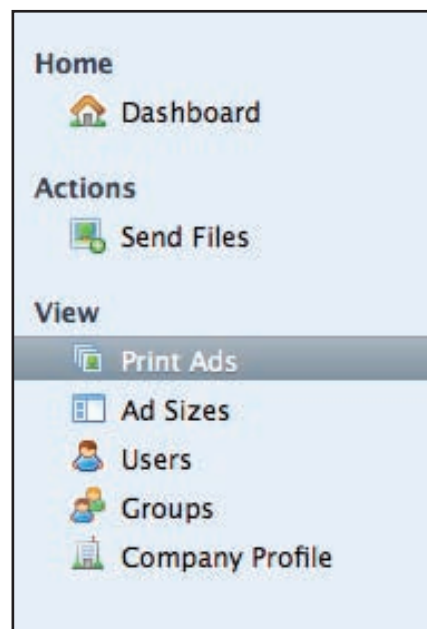 Home
Dashboard
Actions
Send Files
View
Print Ads
Ad Sizes
Users
Groups
Company Profile